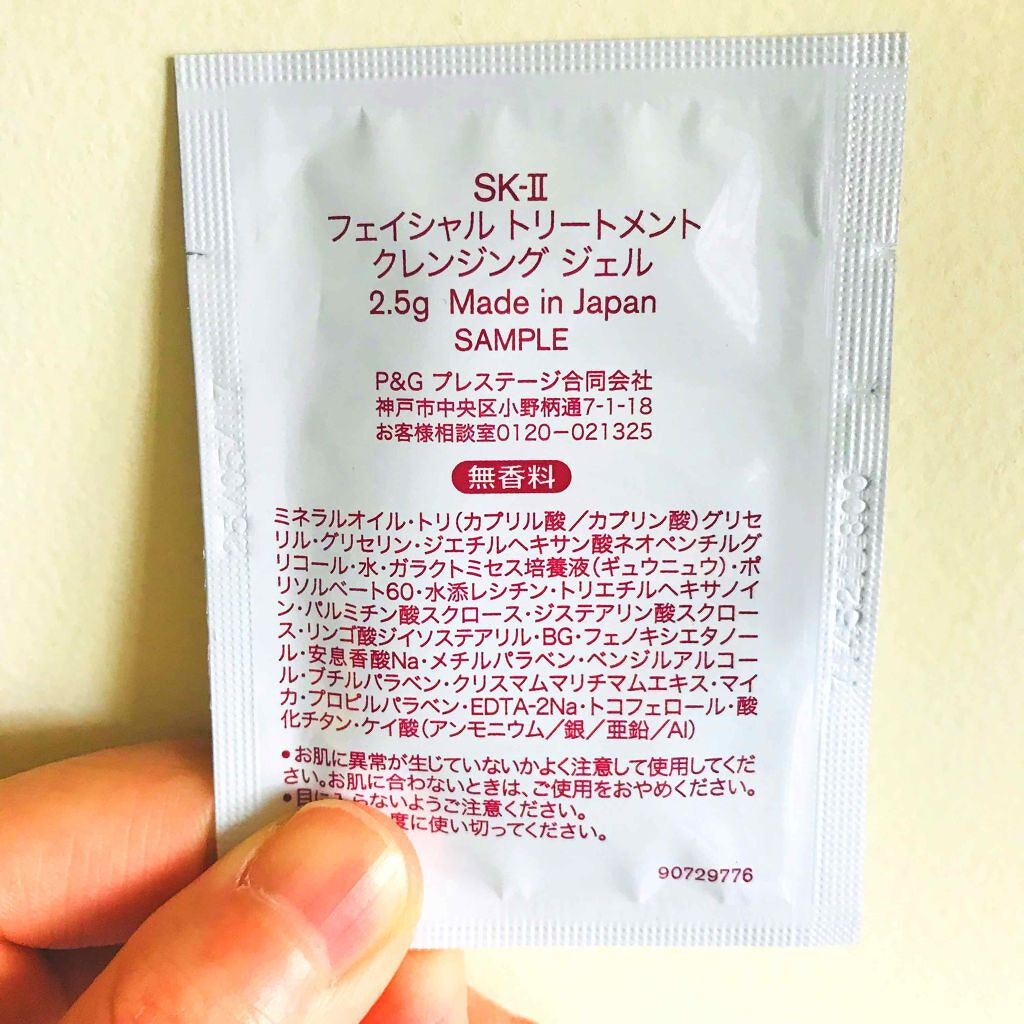 SK-Ⅱ
フェイシャル トリートメント
クレンジング ジェル
2.5g Made in Japan
SAMPLE
P&G プレステージ合同会社
神戸市中央区小野柄通7-1-18
お客様相談室0120-021325
無香料
ミネラルオイル・トリ(カプリル酸/カプリン酸)グリセ
リル・グリセリン・ジエチルヘキサン酸ネオペンチルグ
リコール・水・ガラクトミセス培養液(ギュウニュウ)・ポ
リソルベート60・水添レシチン・トリエチルヘキサノイ
ン・パルミチン酸スクロース・ジステアリン酸スクロー
ス・リンゴ酸ジイソステアリル・BG・フェノキシエタノー
ル・安息香酸Na・メチルパラベン・ベンジルアルコー
ル・ブチルパラベン・クリスマムマリチマムエキス・マイ
カ・プロピルパラベン・EDTA-2Na・トコフェロール・酸
化チタン・ケイ酸(アンモニウム/銀/亜鉛/Al)
•お肌に異常が生じていないかよく注意して使用してくだ
さい。お肌に合わないときは、ご使用をおやめください。
•目に入らないようご注意ください。
度に使い切ってください。
90729776